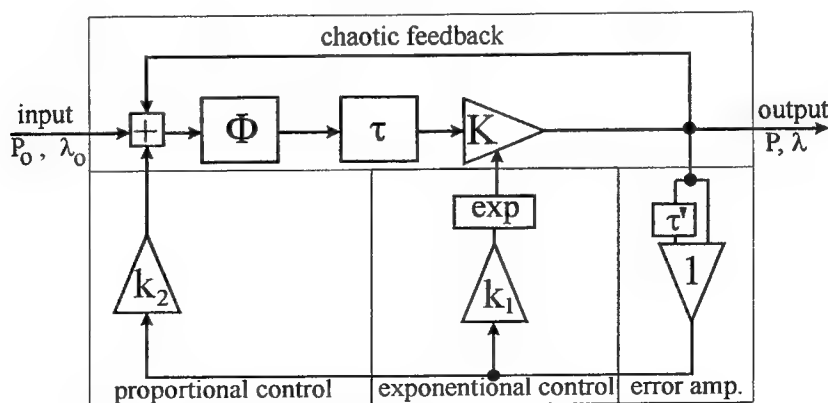 chaotic feedback
input
P₀ , λ₀
+
Φ
τ
K
output
P, λ
exp
τ'
k₂
k₁
1
proportional control
exponentional control
error amp.